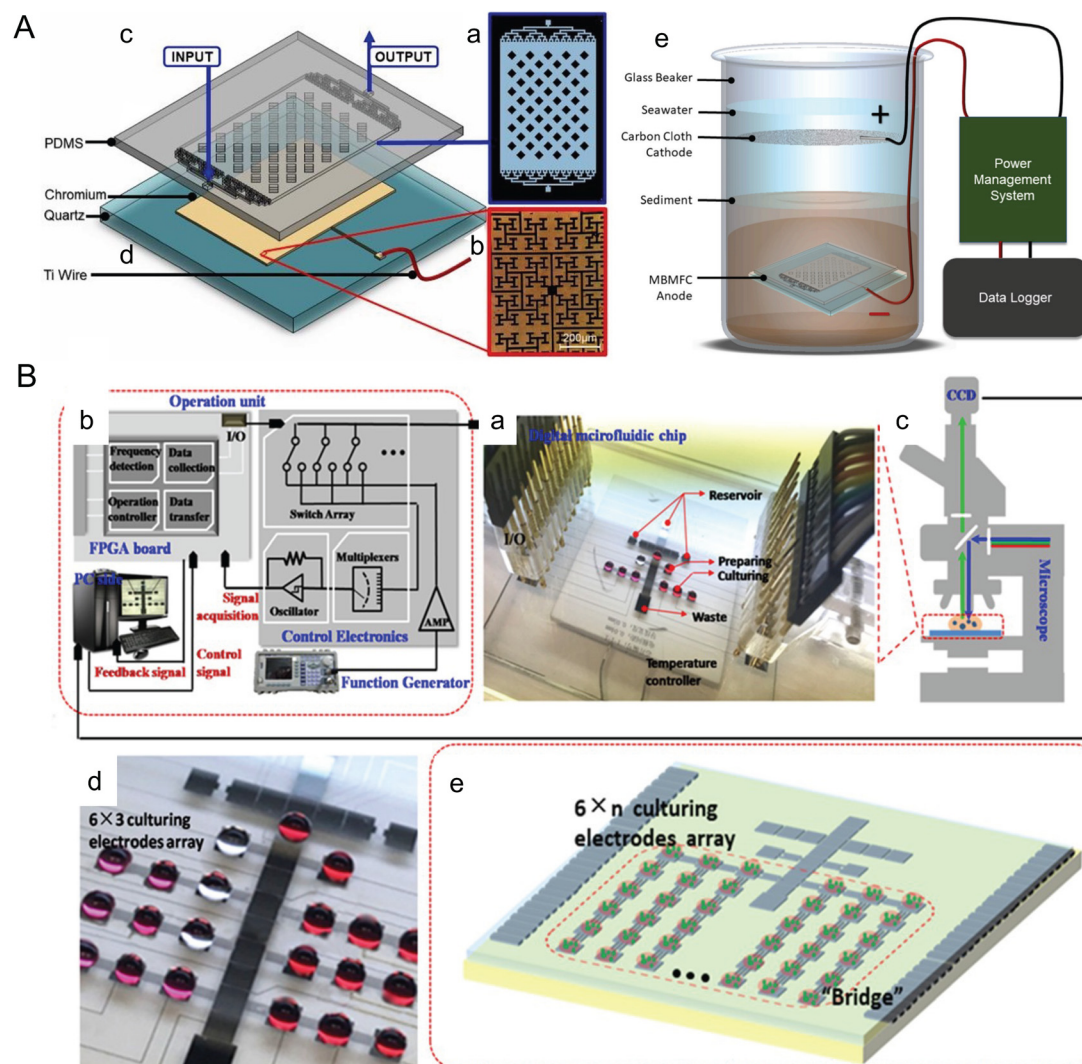 A
c
INPUT
OUTPUT
PDMS
Chromium
Quartz
d
Ti Wire
a
b
200µm
e
Glass Beaker
Seawater
Carbon Cloth
Cathode
Sediment
MBMFC
Anode
+
−
Power
Management
System
Data Logger
B
b
Operation unit
I/O
Frequency
detection
Data
collection
Operation
controller
Data
transfer
FPGA board
Switch Array
Oscillator
Multiplexers
Control Electronics
AMP
PC side
Signal
acquisition
Control
signal
Feedback signal
Function Generator
a
Digital mcirofluidic chip
I/O
Reservoir
Preparing
Culturing
Waste
Temperature
controller
c
CCD
Microscope
d
6×3 culturing
electrodes array
e
6×n culturing
electrodes array
"Bridge"